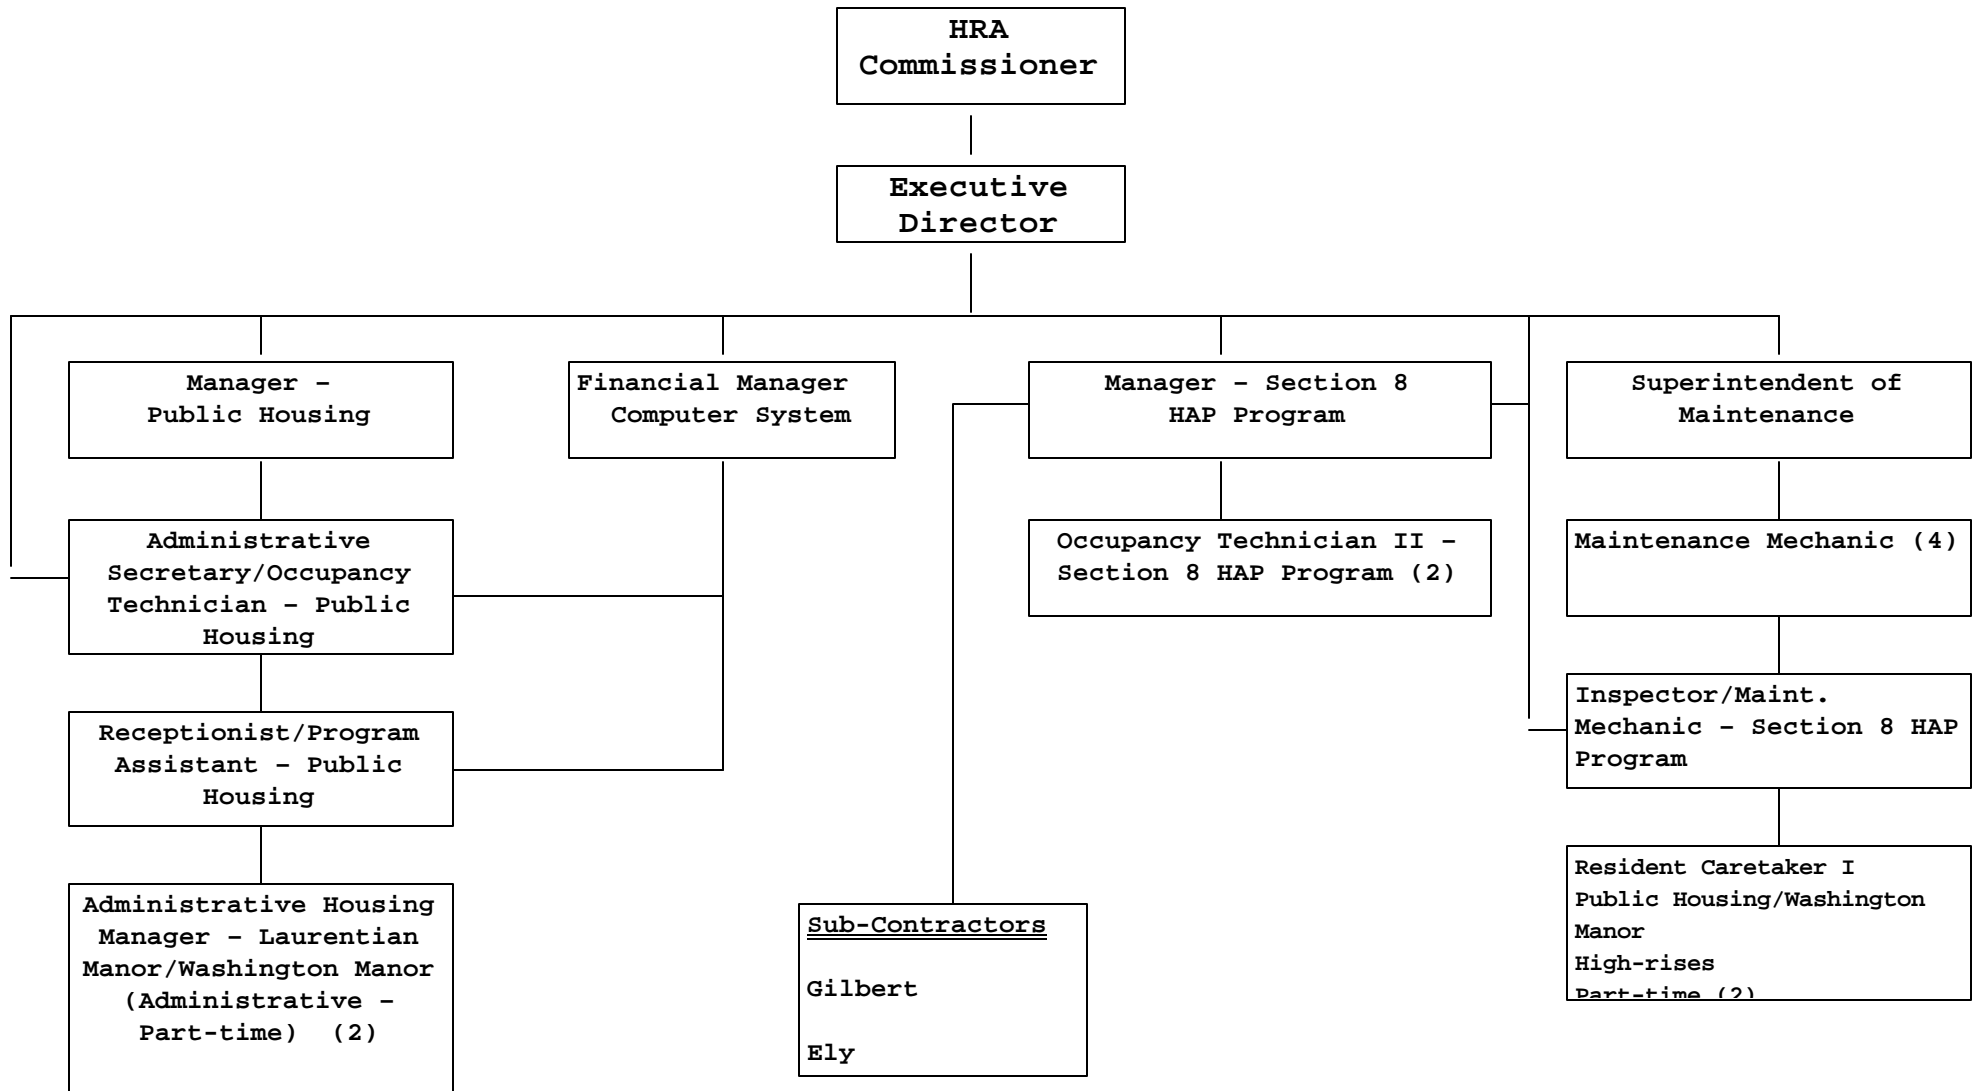 HRA
Commissioner
Executive
Director
Manager –
Public Housing
Financial Manager
Computer System
Manager – Section 8
HAP Program
Superintendent of
Maintenance
Administrative
Secretary/Occupancy
Technician – Public
Housing
Occupancy Technician II –
Section 8 HAP Program (2)
Maintenance Mechanic (4)
Receptionist/Program
Assistant – Public
Housing
Inspector/Maint.
Mechanic – Section 8 HAP
Program
Administrative Housing
Manager – Laurentian
Manor/Washington Manor
(Administrative –
Part-time) (2)
Sub-Contractors
Gilbert
Ely
Resident Caretaker I
Public Housing/Washington
Manor
High-rises
Part-time (2)